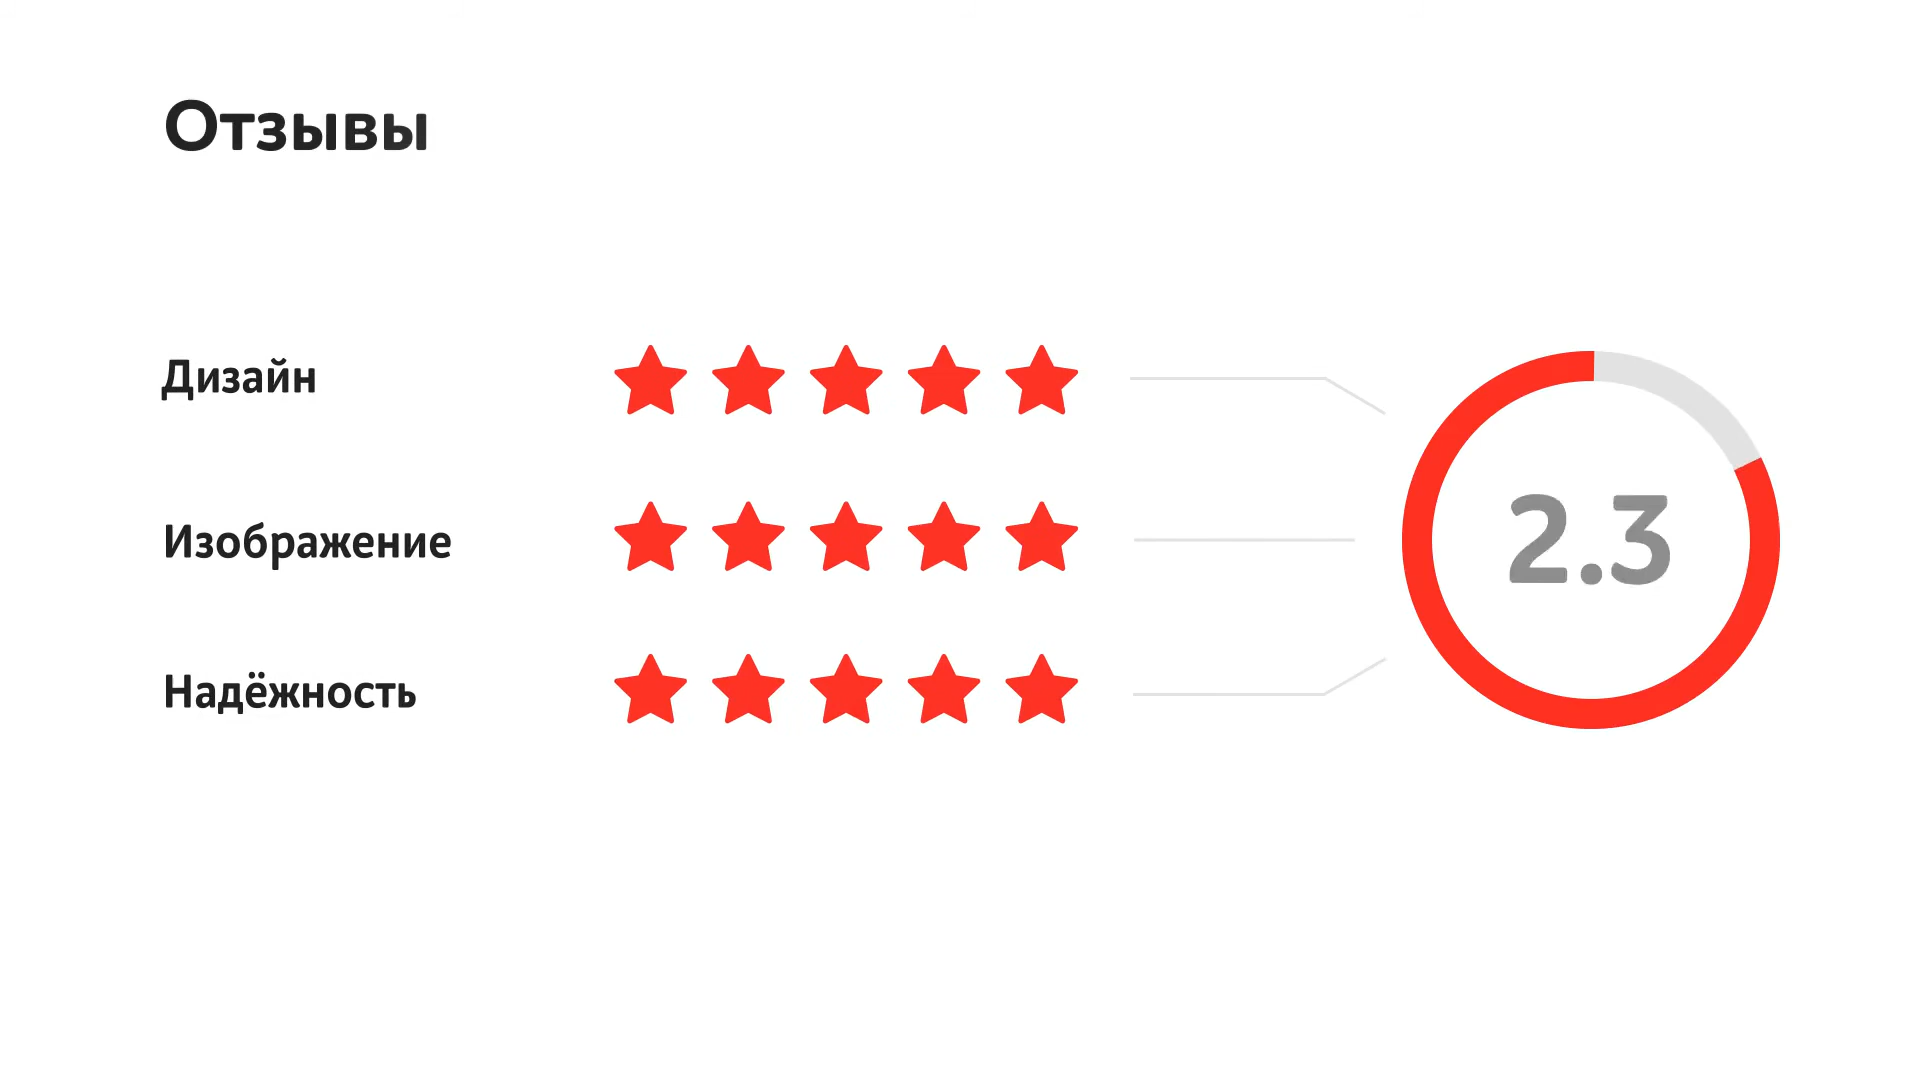 Отзывы
Дизайн
Изображение
2.3
Надёжность